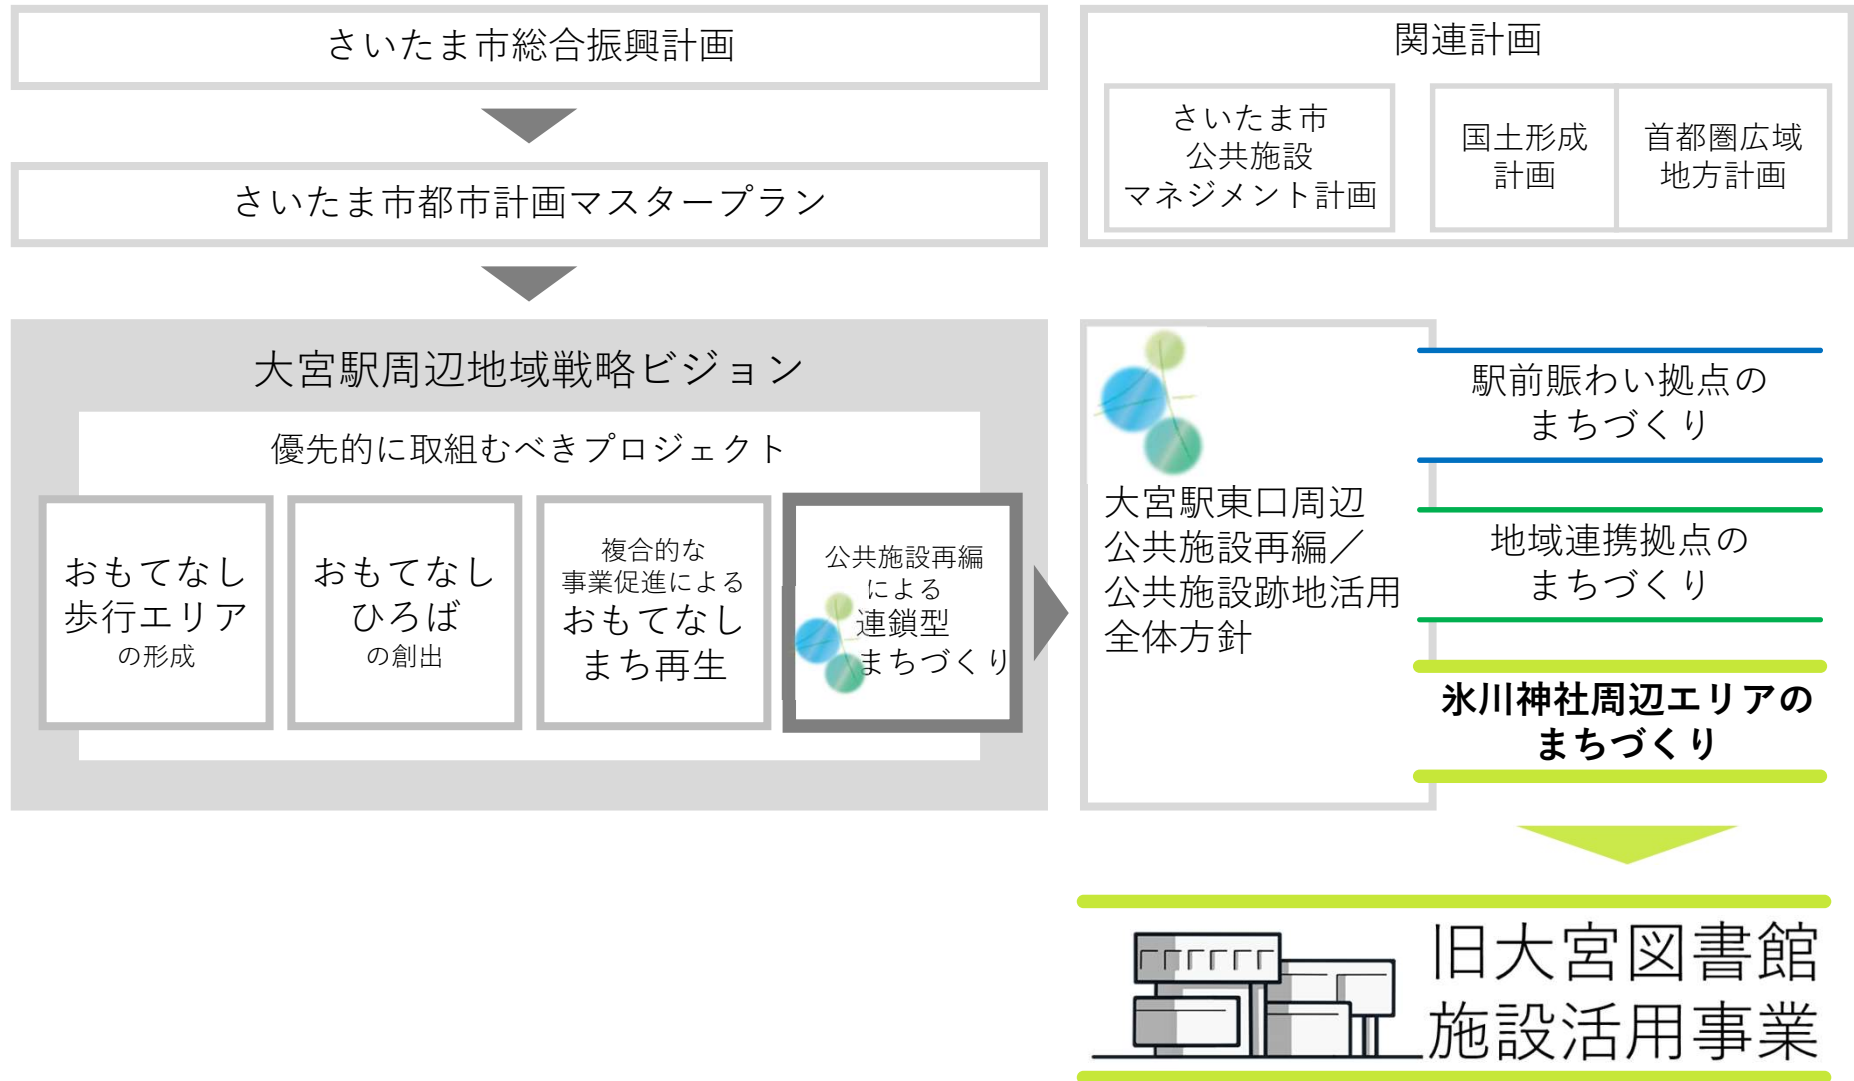 さいたま市総合振興計画
さいたま市都市計画マスタープラン
関連計画
さいたま市
公共施設
マネジメント計画
国土形成
計画
首都圏広域
地方計画
大宮駅周辺地域戦略ビジョン
優先的に取組むべきプロジェクト
おもてなし
歩行エリア
の形成
おもてなし
ひろば
の創出
複合的な
事業促進による
おもてなし
まち再生
公共施設再編
による
連鎖型
まちづくり
大宮駅東口周辺
公共施設再編／
公共施設跡地活用
全体方針
駅前賑わい拠点の
まちづくり
地域連携拠点の
まちづくり
氷川神社周辺エリアの
まちづくり
旧大宮図書館
施設活用事業